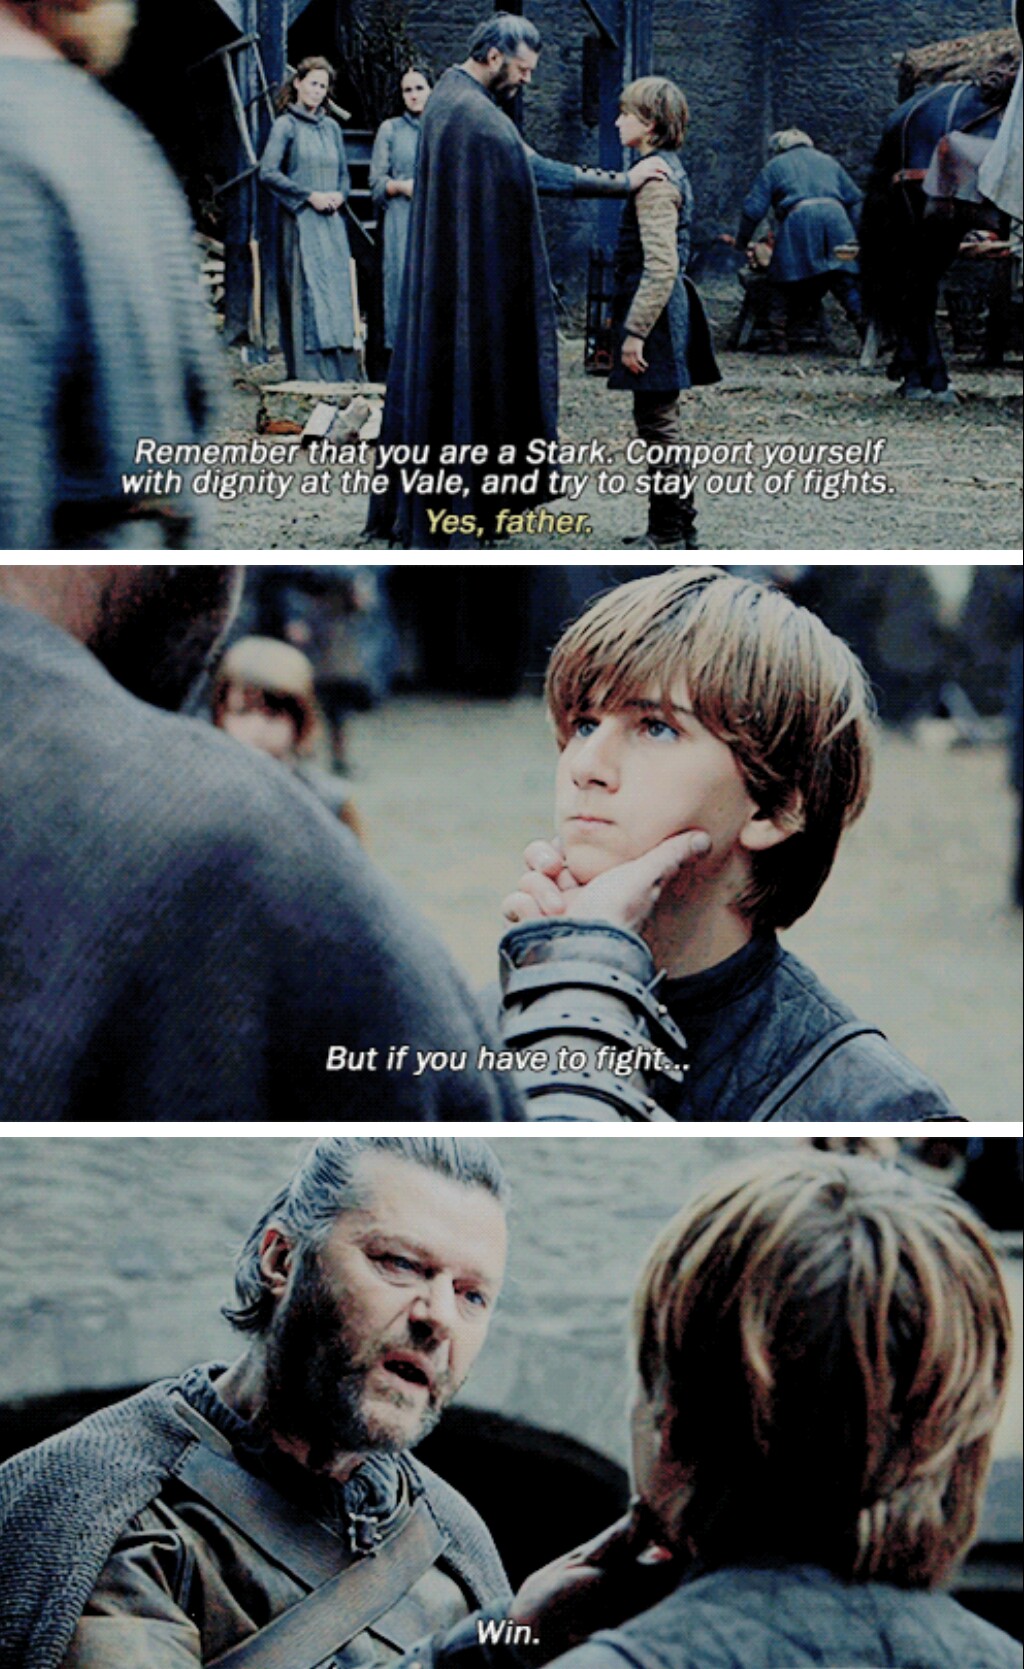 Remember that you are a Stark. Comport yourself
with dignity at the Vale, and try to stay out of fights.
Yes, father.
But if you have to fight...
Win.